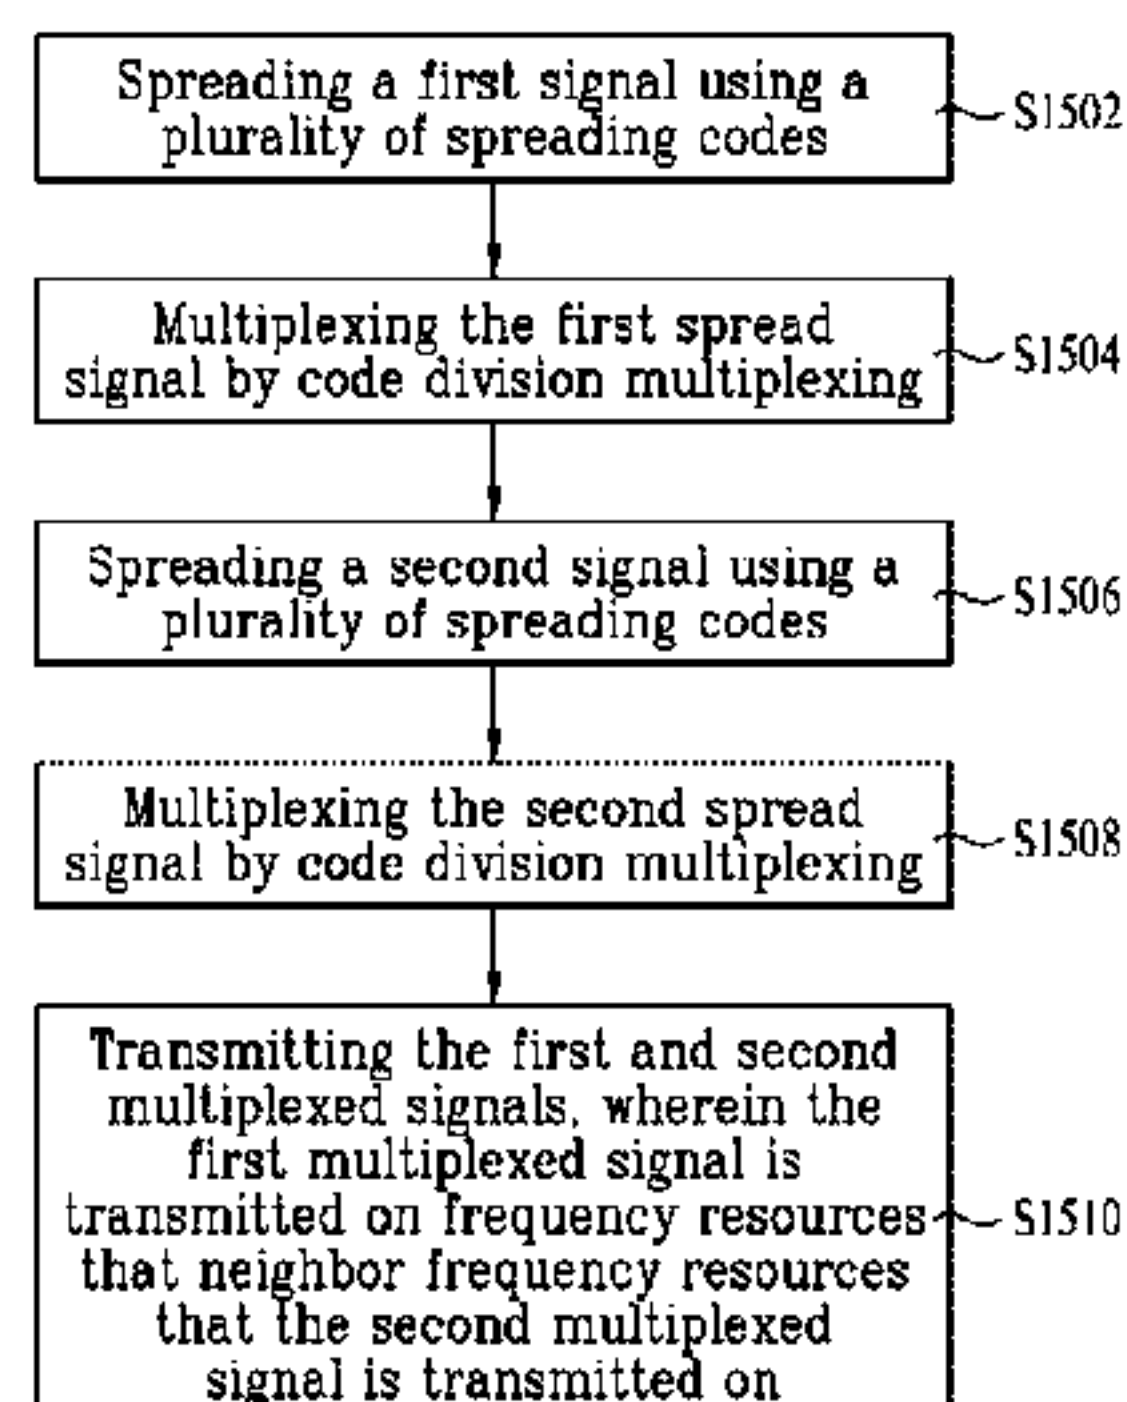 Spreading a first signal using a
plurality of spreading codes
S1502
Multiplexing the first spread
signal by code division multiplexing
S1504
Spreading a second signal using a
plurality of spreading codes
S1506
Multiplexing the second spread
signal by code division multiplexing
S1508
Transmitting the first and second
multiplexed signals, wherein the
first multiplexed signal is
transmitted on frequency resources
that neighbor frequency resources
that the second multiplexed
signal is transmitted on
S1510